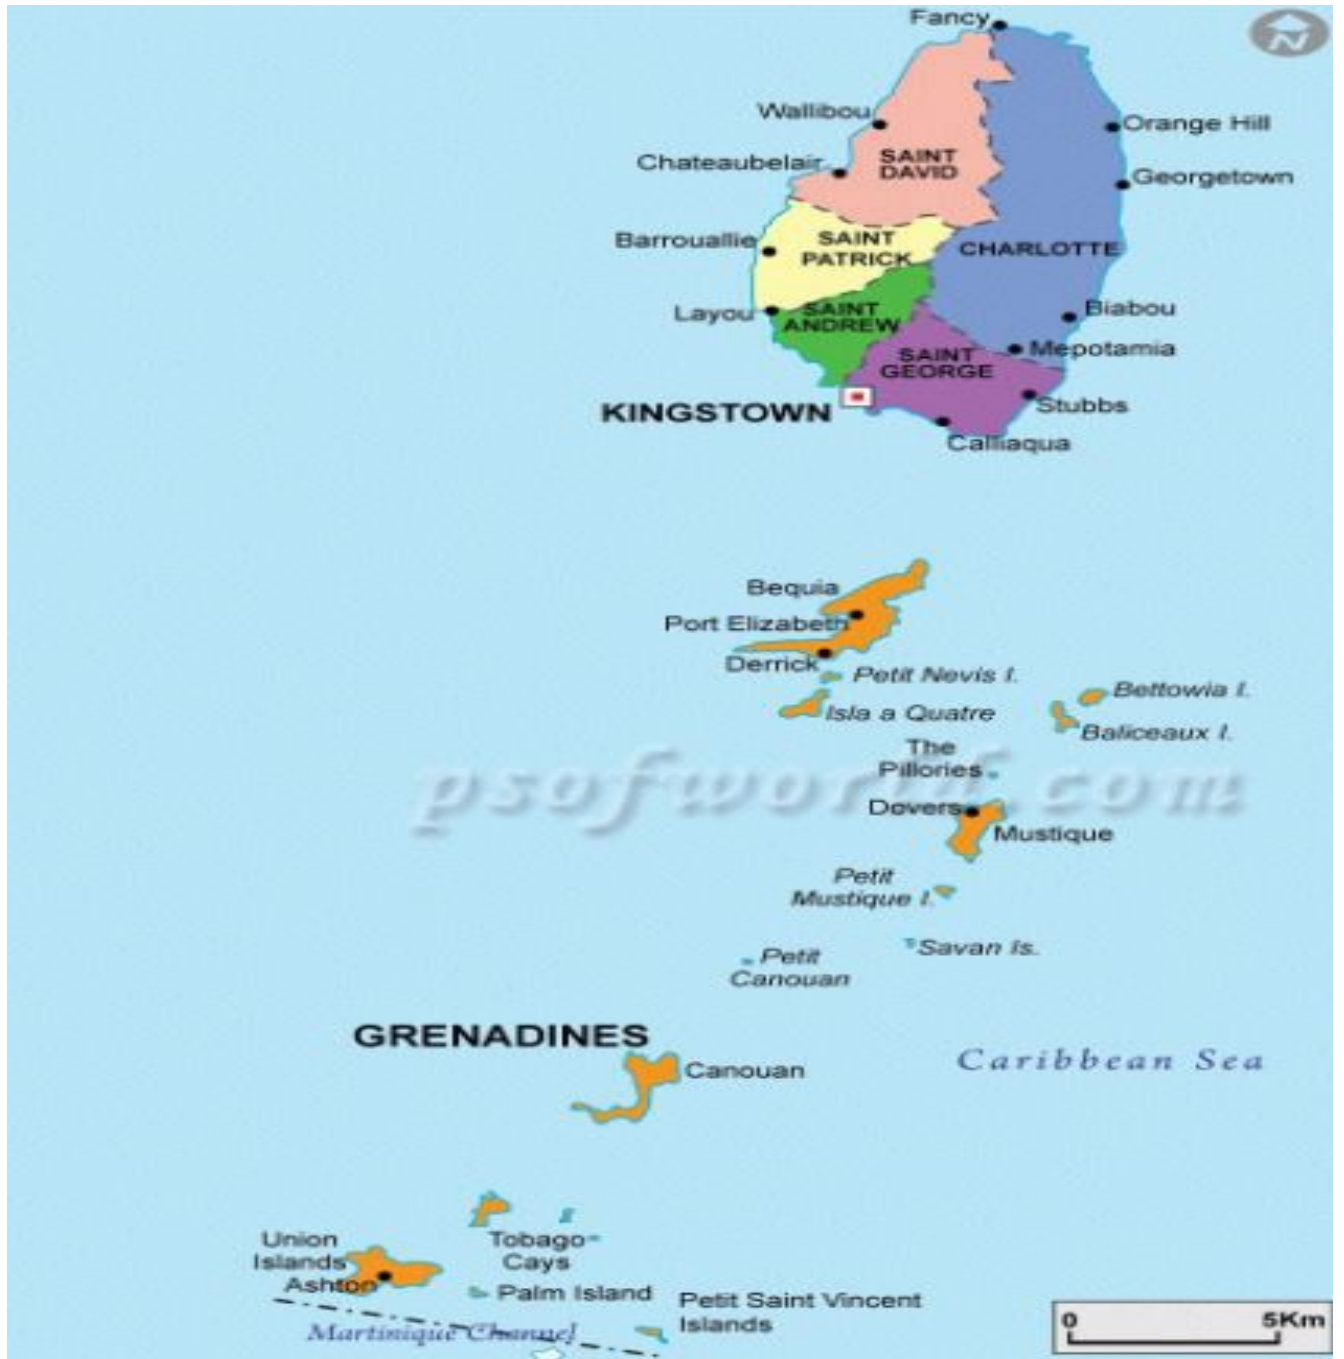 Fancy
N
Wallibou
Orange Hill
SAINT
DAVID
Chateaubelair
Georgetown
Barrouallie
SAINT
PATRICK
CHARLOTTE
Layou
SAINT
ANDREW
Biabou
Mepotamia
SAINT
GEORGE
KINGSTOWN
Stubbs
Calliaqua
Bequia
Port Elizabeth
Derrick
Petit Nevis I.
Bettowia I.
Isla a Quatre
Baliceaux I.
The
Pillories
psofworld.com
Dovers
Mustique
Petit
Mustique I.
Savan Is.
Petit
Canouan
GRENADINES
Caribbean Sea
Canouan
Union
Islands
Ashton
Tobago
Cays
Palm Island
Petit Saint Vincent
Islands
Martinique Channel
0 5Km